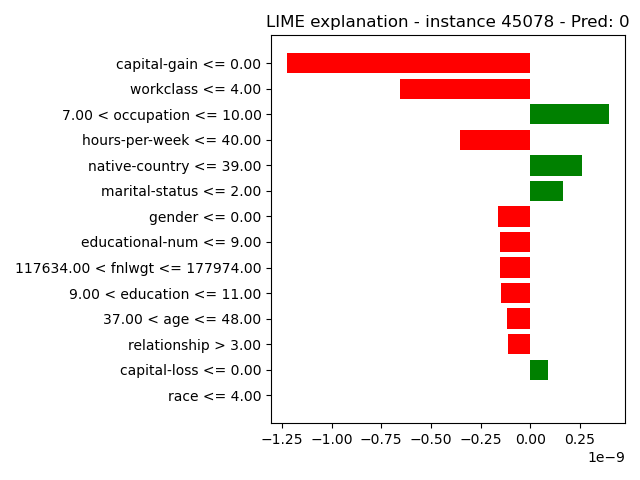 LIME explanation - instance 45078 - Pred: 0
capital-gain <= 0.00
workclass <= 4.00
7.00 < occupation <= 10.00
hours-per-week <= 40.00
native-country <= 39.00
marital-status <= 2.00
gender <= 0.00
educational-num <= 9.00
117634.00 < fnlwgt <= 177974.00
9.00 < education <= 11.00
37.00 < age <= 48.00
relationship > 3.00
capital-loss <= 0.00
race <= 4.00
−1.25 −1.00 −0.75 −0.50 −0.25 0.00 0.25
1e−9